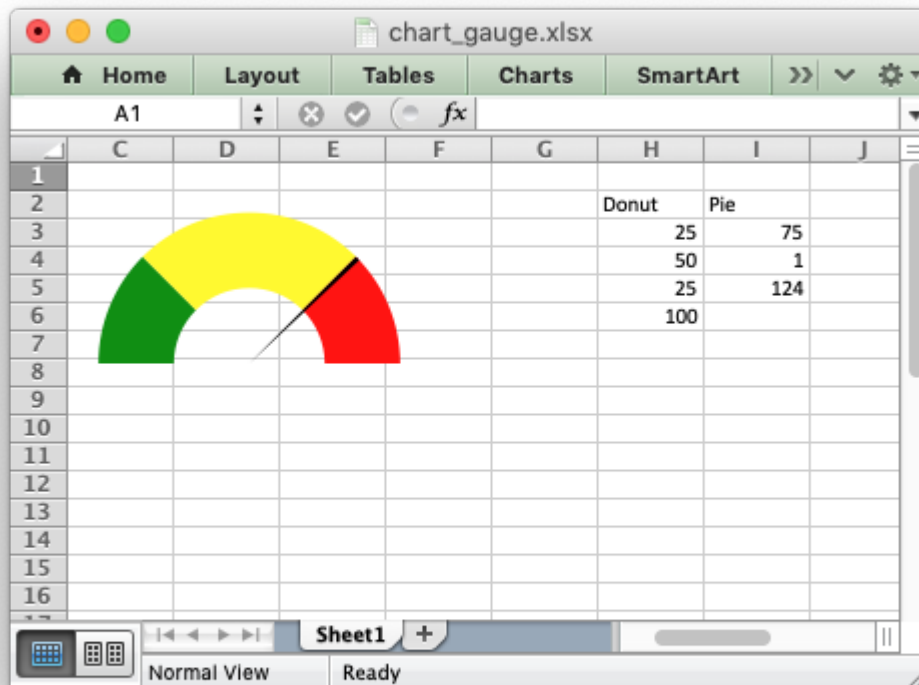 chart_gauge.xlsx
Home Layout Tables Charts SmartArt
A1 fx
C D E F G H I J
1
2 Donut Pie
3 25 75
4 50 1
5 25 124
6 100
7
8
9
10
11
12
13
14
15
16
17
Sheet1 +
Normal View Ready